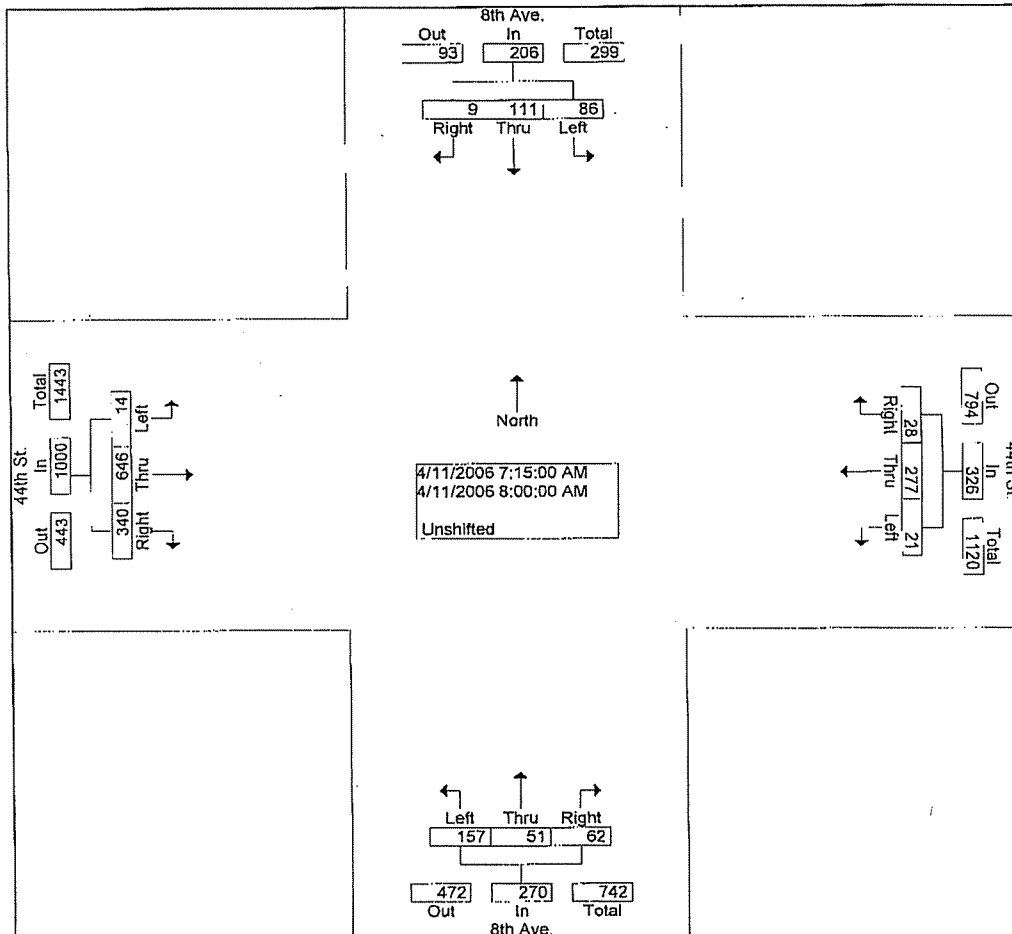 8th Ave.
Out In Total
93 206 299
9 111 86
Right Thru Left
Total 1443
In 1000
Out 443
44th St.
14 Left
646 Thru
340 Right
North
4/11/2006 7:15:00 AM
4/11/2006 8:00:00 AM
Unshifted
Right 28
Thru 277
Left 21
Out 794
In 326
Total 1120
44th St.
Left Thru Right
157 51 62
472 270 742
Out In Total
8th Ave.